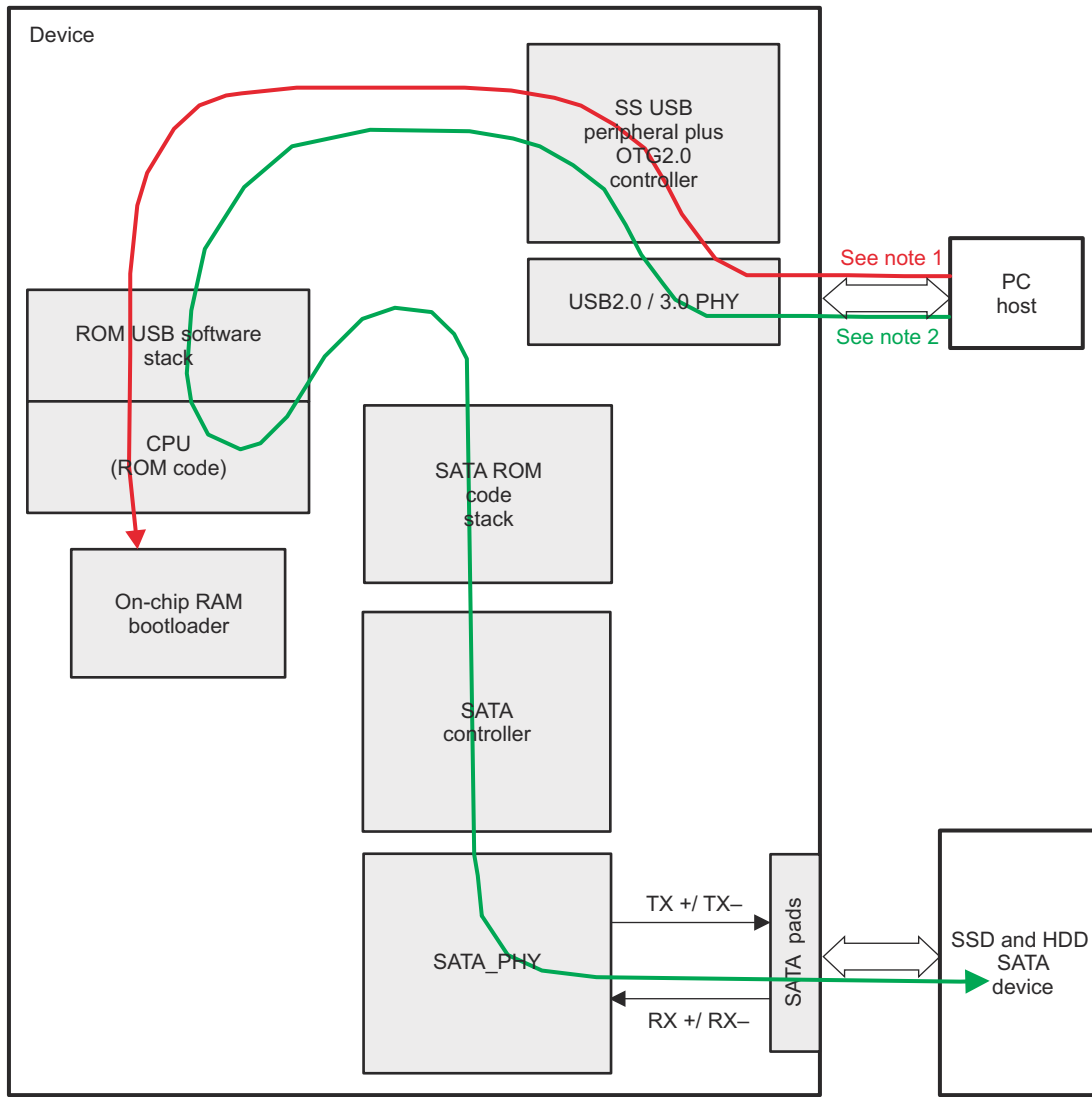 Device
SS USB
peripheral plus
OTG2.0
controller
See note 1
PC
host
USB2.0 / 3.0 PHY
See note 2
ROM USB software
stack
CPU
(ROM code)
SATA ROM
code
stack
On-chip RAM
bootloader
SATA
controller
TX +/ TX–
SATA pads
SSD and HDD
SATA
device
SATA_PHY
RX +/ RX–